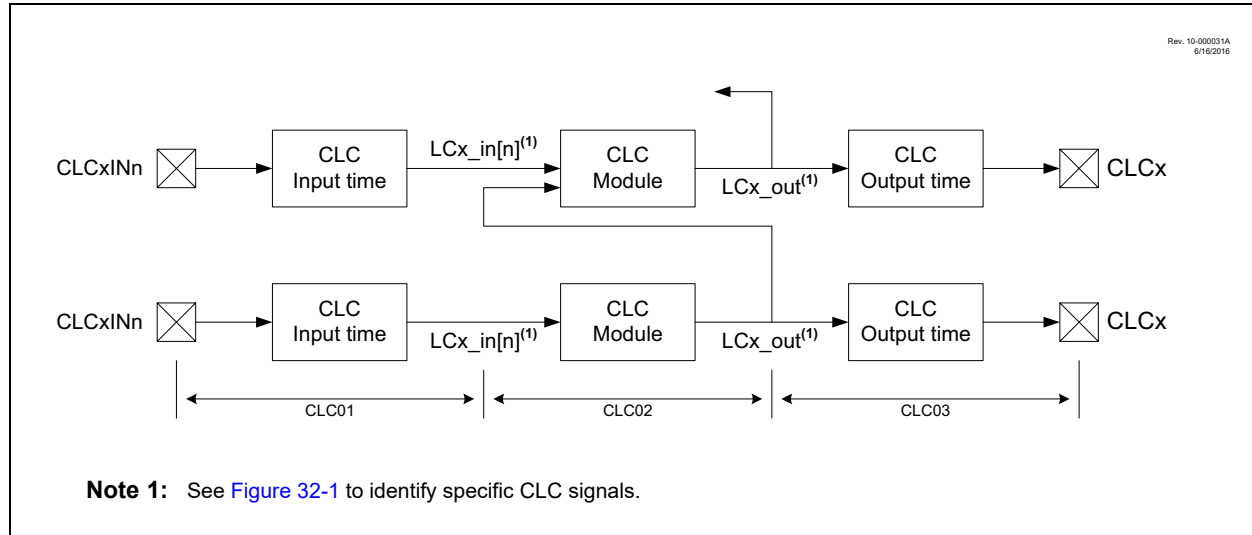 Rev. 10-000031A
6/16/2016
CLCxINn
CLC
Input time
LCx_in[n](1)
CLC
Module
LCx_out(1)
CLC
Output time
CLCx
CLCxINn
CLC
Input time
LCx_in[n](1)
CLC
Module
LCx_out(1)
CLC
Output time
CLCx
CLC01
CLC02
CLC03
Note 1: See Figure 32-1 to identify specific CLC signals.